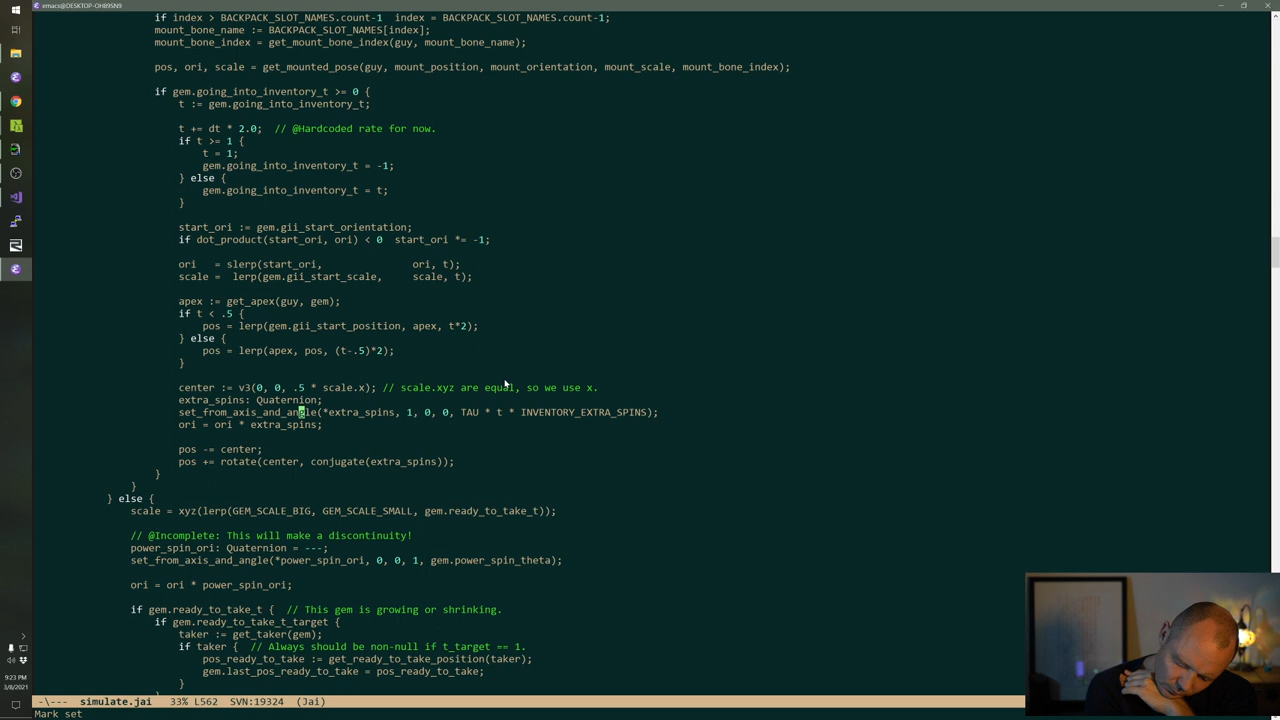 emacs@DESKTOP-OH89SN9
if index > BACKPACK_SLOT_NAMES.count-1  index = BACKPACK_SLOT_NAMES.count-1;
mount_bone_name := BACKPACK_SLOT_NAMES[index];
mount_bone_index = get_mount_bone_index(guy, mount_bone_name);
pos, ori, scale = get_mounted_pose(guy, mount_position, mount_orientation, mount_scale, mount_bone_index);
if gem.going_into_inventory_t >= 0 {
t := gem.going_into_inventory_t;
t += dt * 2.0;  // @Hardcoded rate for now.
if t >= 1 {
t = 1;
gem.going_into_inventory_t = -1;
} else {
gem.going_into_inventory_t = t;
}
start_ori := gem.gii_start_orientation;
if dot_product(start_ori, ori) < 0  start_ori *= -1;
ori   = slerp(start_ori,               ori, t);
scale =  lerp(gem.gii_start_scale,     scale, t);
apex := get_apex(guy, gem);
if t < .5 {
pos = lerp(gem.gii_start_position, apex, t*2);
} else {
pos = lerp(apex, pos, (t-.5)*2);
}
center := v3(0, 0, .5 * scale.x); // scale.xyz are equal, so we use x.
extra_spins: Quaternion;
set_from_axis_and_angle(*extra_spins, 1, 0, 0, TAU * t * INVENTORY_EXTRA_SPINS);
ori = ori * extra_spins;
pos -= center;
pos += rotate(center, conjugate(extra_spins));
}
}
} else {
scale = xyz(lerp(GEM_SCALE_BIG, GEM_SCALE_SMALL, gem.ready_to_take_t));
// @Incomplete: This will make a discontinuity!
power_spin_ori: Quaternion = ---;
set_from_axis_and_angle(*power_spin_ori, 0, 0, 1, gem.power_spin_theta);
ori = ori * power_spin_ori;
if gem.ready_to_take_t {  // This gem is growing or shrinking.
if gem.ready_to_take_t_target {
taker := get_taker(gem);
if taker {  // Always should be non-null if t_target == 1.
pos_ready_to_take := get_ready_to_take_position(taker);
gem.last_pos_ready_to_take = pos_ready_to_take;
}
-\---  simulate.jai   33% L562  SVN:19324  (Jai)
Mark set
9:23 PM
3/8/2021